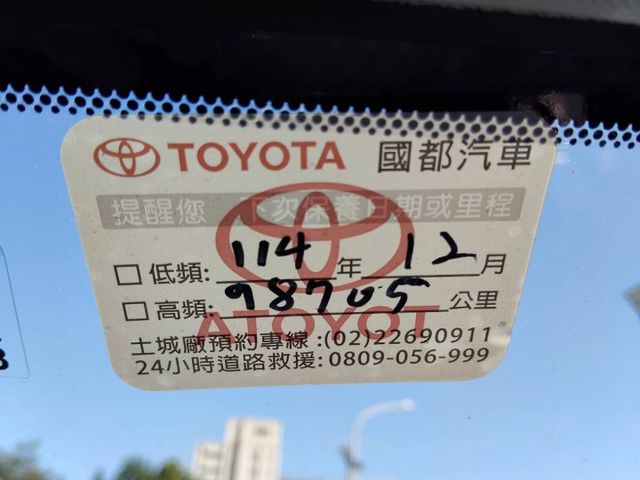 TOYOTA 國都汽車
提醒您 下次保養日期或里程
□低頻: 114 年 12 月
□高頻: 98705 公里
土城廠預約專線:(02)22690911
24小時道路救援:0809-056-999
ATOYOT